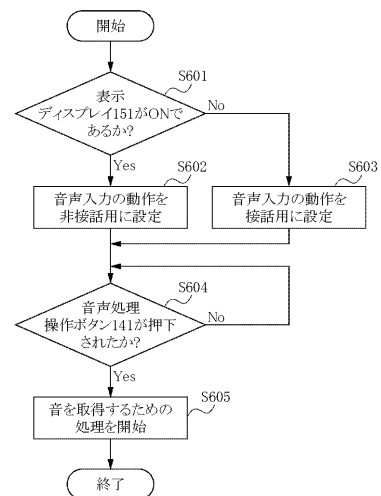 開始
S601
表示
ディスプレイ151がONで
あるか?
No
Yes
S602
音声入力の動作を
非接話用に設定
S603
音声入力の動作を
接話用に設定
S604
音声処理
操作ボタン141が押下
されたか?
No
Yes
S605
音を取得するための
処理を開始
終了